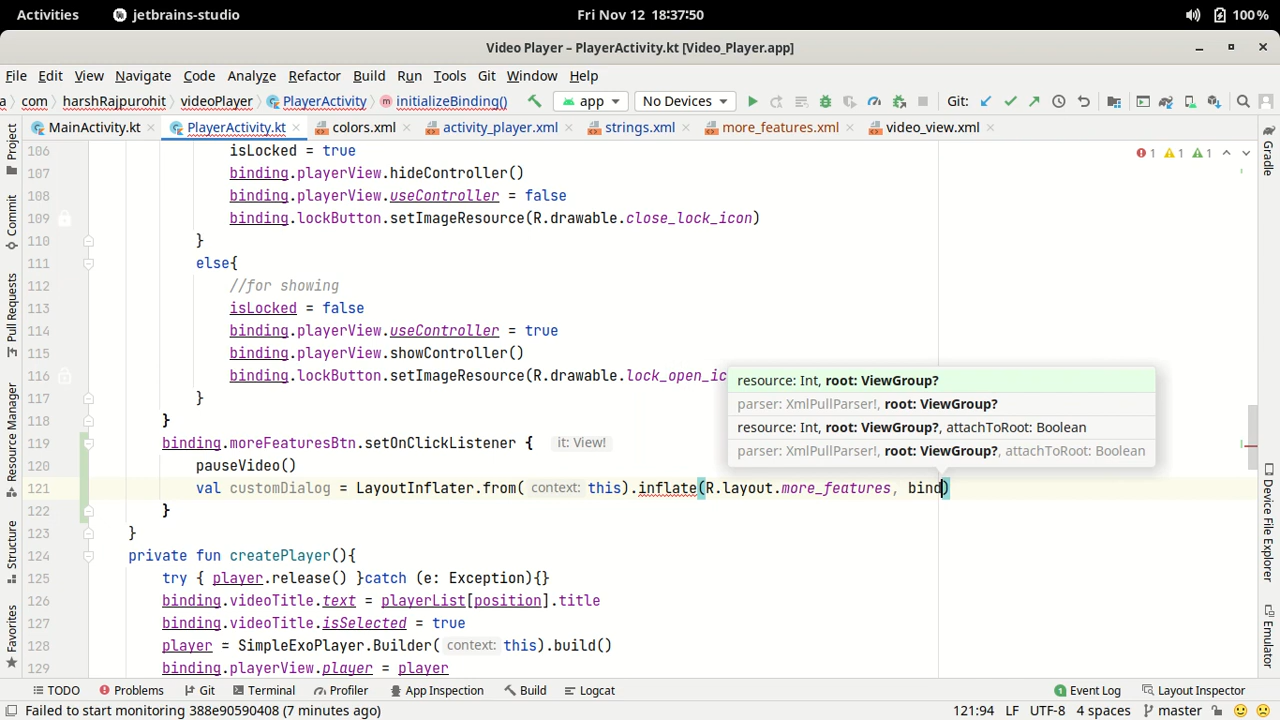 Activities jetbrains-studio Fri Nov 12 18:37:50 100%
Video Player – PlayerActivity.kt [Video_Player.app]
File Edit View Navigate Code Analyze Refactor Build Run Tools Git Window Help
a com harshRajpurohit videoPlayer PlayerActivity initializeBinding() app No Devices Git:
MainActivity.kt PlayerActivity.kt colors.xml activity_player.xml strings.xml more_features.xml video_view.xml
1 1 1
106 isLocked = true
107 binding.playerView.hideController()
108 binding.playerView.useController = false
109 binding.lockButton.setImageResource(R.drawable.close_lock_icon)
110 }
111 else{
112 //for showing
113 isLocked = false
114 binding.playerView.useController = true
115 binding.playerView.showController()
116 binding.lockButton.setImageResource(R.drawable.lock_open_ic
117 }
118 }
resource: Int, root: ViewGroup?
parser: XmlPullParser!, root: ViewGroup?
resource: Int, root: ViewGroup?, attachToRoot: Boolean
parser: XmlPullParser!, root: ViewGroup?, attachToRoot: Boolean
119 binding.moreFeaturesBtn.setOnClickListener { it: View!
120 pauseVideo()
121 val customDialog = LayoutInflater.from( context: this).inflate(R.layout.more_features, bind)
122 }
123 }
124 private fun createPlayer(){
125 try { player.release() }catch (e: Exception){}
126 binding.videoTitle.text = playerList[position].title
127 binding.videoTitle.isSelected = true
128 player = SimpleExoPlayer.Builder( context: this).build()
129 binding.playerView.player = player
Project
Commit
Pull Requests
Resource Manager
Structure
Favorites
Gradle
Device File Explorer
Emulator
TODO Problems Git Terminal Profiler App Inspection Build Run Logcat 1 Event Log Layout Inspector
Failed to start monitoring 388e90590408 (7 minutes ago) 121:94 LF UTF-8 4 spaces master